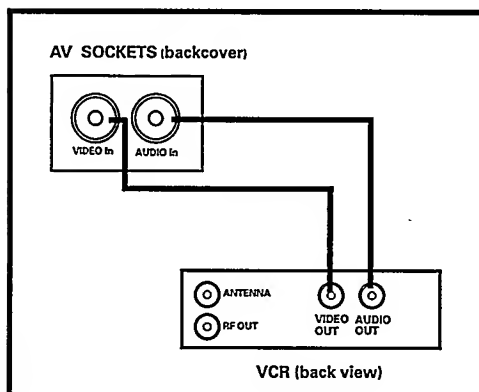 AV SOCKETS (backcover)
VIDEO In AUDIO In
ANTENNA
RF OUT
VIDEO OUT
AUDIO OUT
VCR (back view)